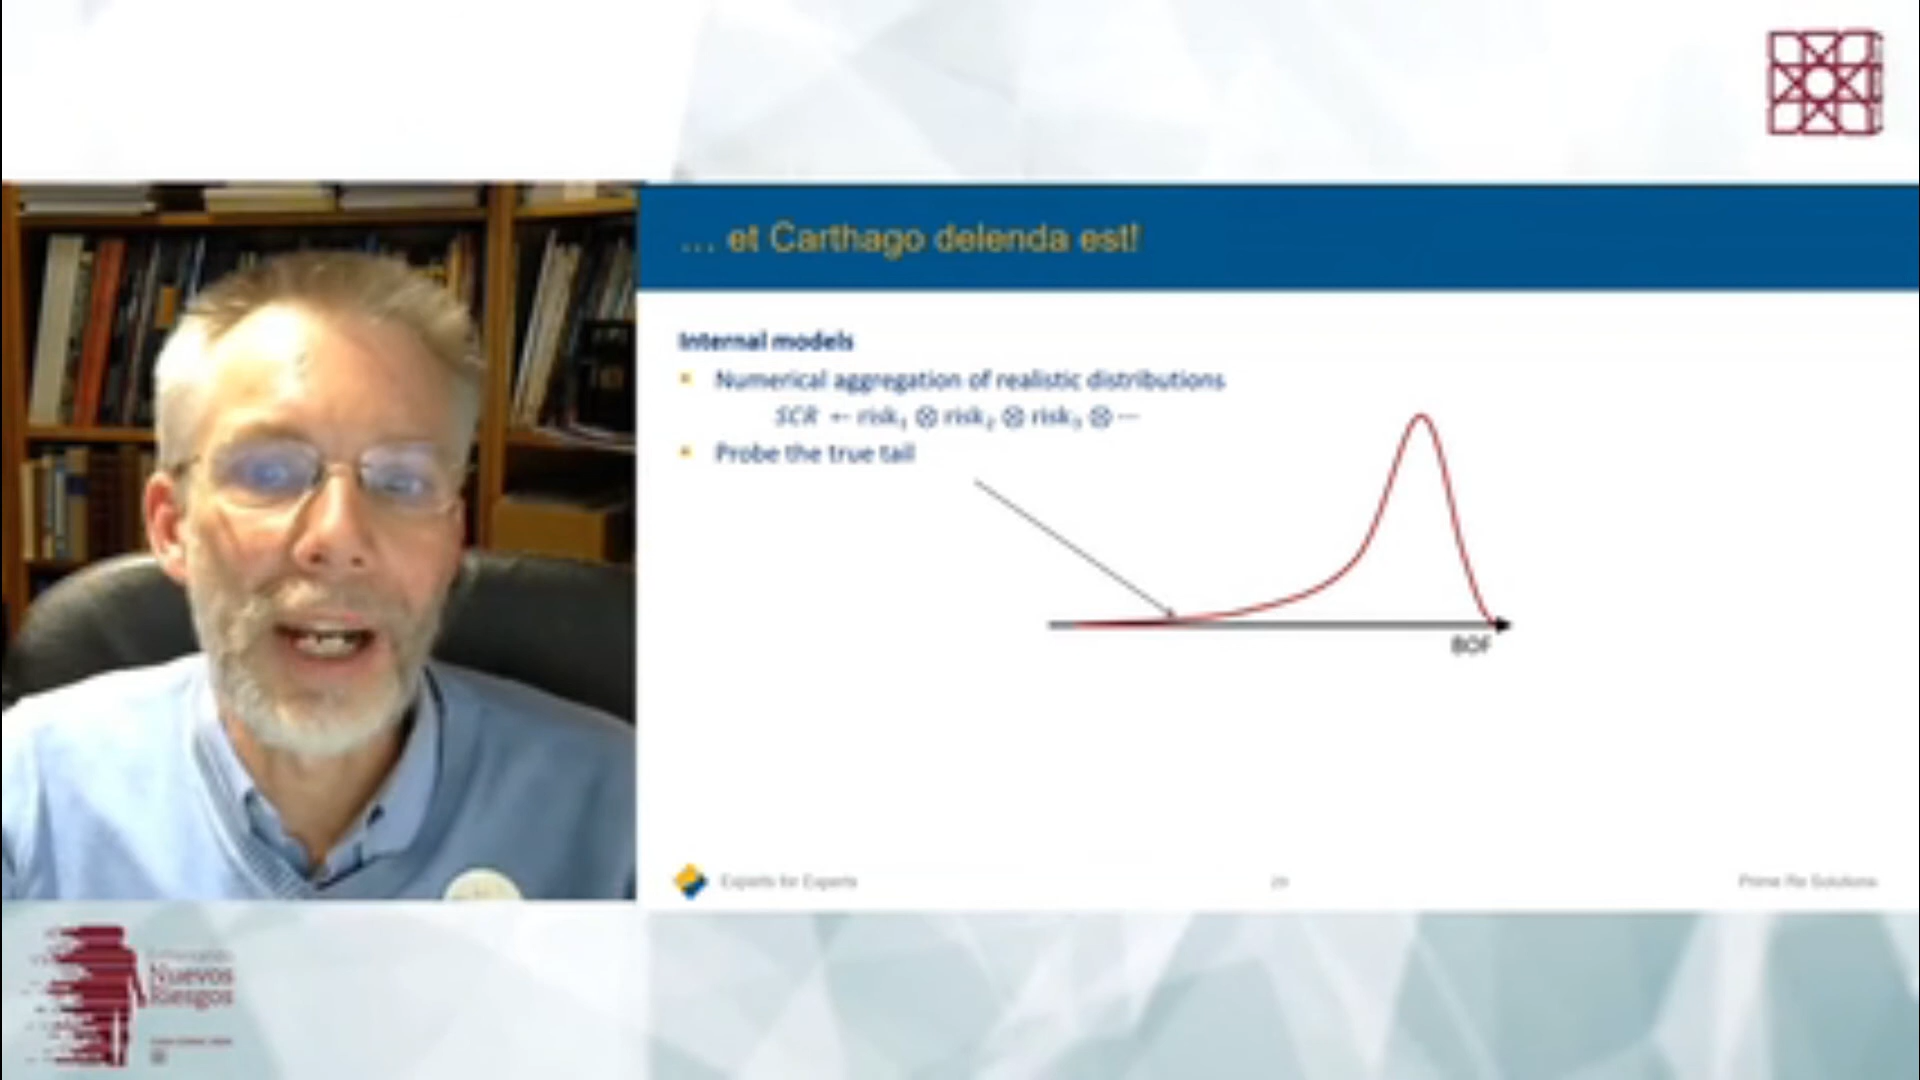 ... et Carthago delenda est!
Internal models
▪ Numerical aggregation of realistic distributions
SCR ← risk₁ ⊗ risk₂ ⊗ risk₃ ⊗ ⋯
▪ Probe the true tail
BOF
Experts for Experts
29
Prime Re Solutions
Nuevos
Riesgos